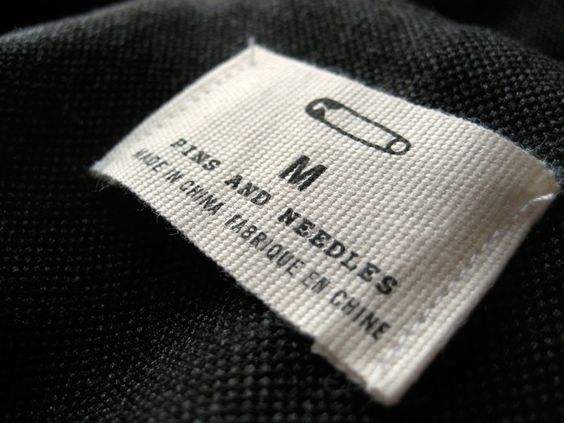 M
PINS AND NEEDLES
MADE IN CHINA FABRIQUE EN CHINE